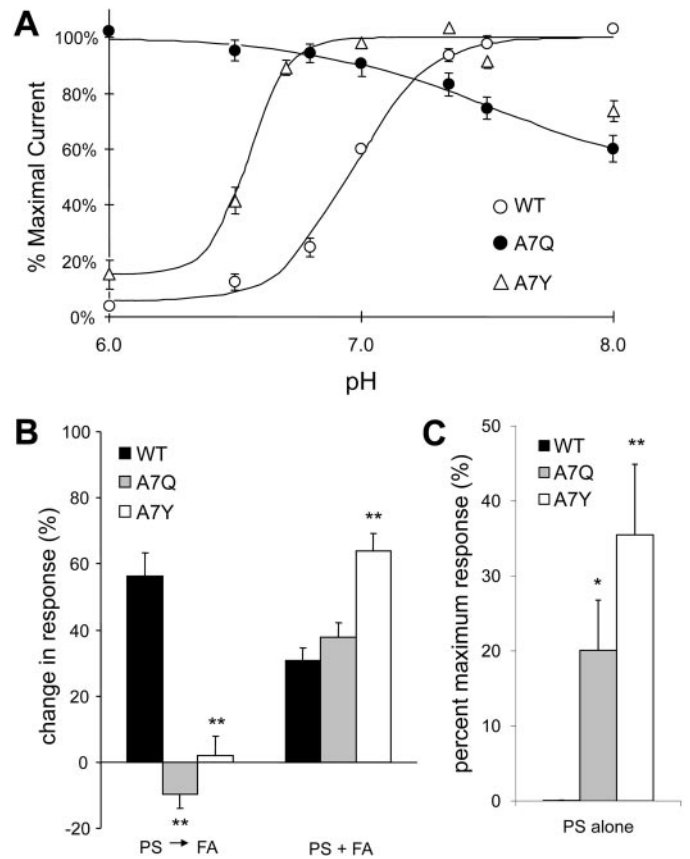 A
100%
80%
60%
40%
20%
0%
% Maximal Current
WT
A7Q
A7Y
6.0 7.0 8.0
pH
B
100
80
60
40
20
0
-20
change in response (%)
WT
A7Q
A7Y
**
**
**
PS → FA PS + FA
C
50
40
30
20
10
0
percent maximum response (%)
WT
A7Q
A7Y
*
**
PS alone